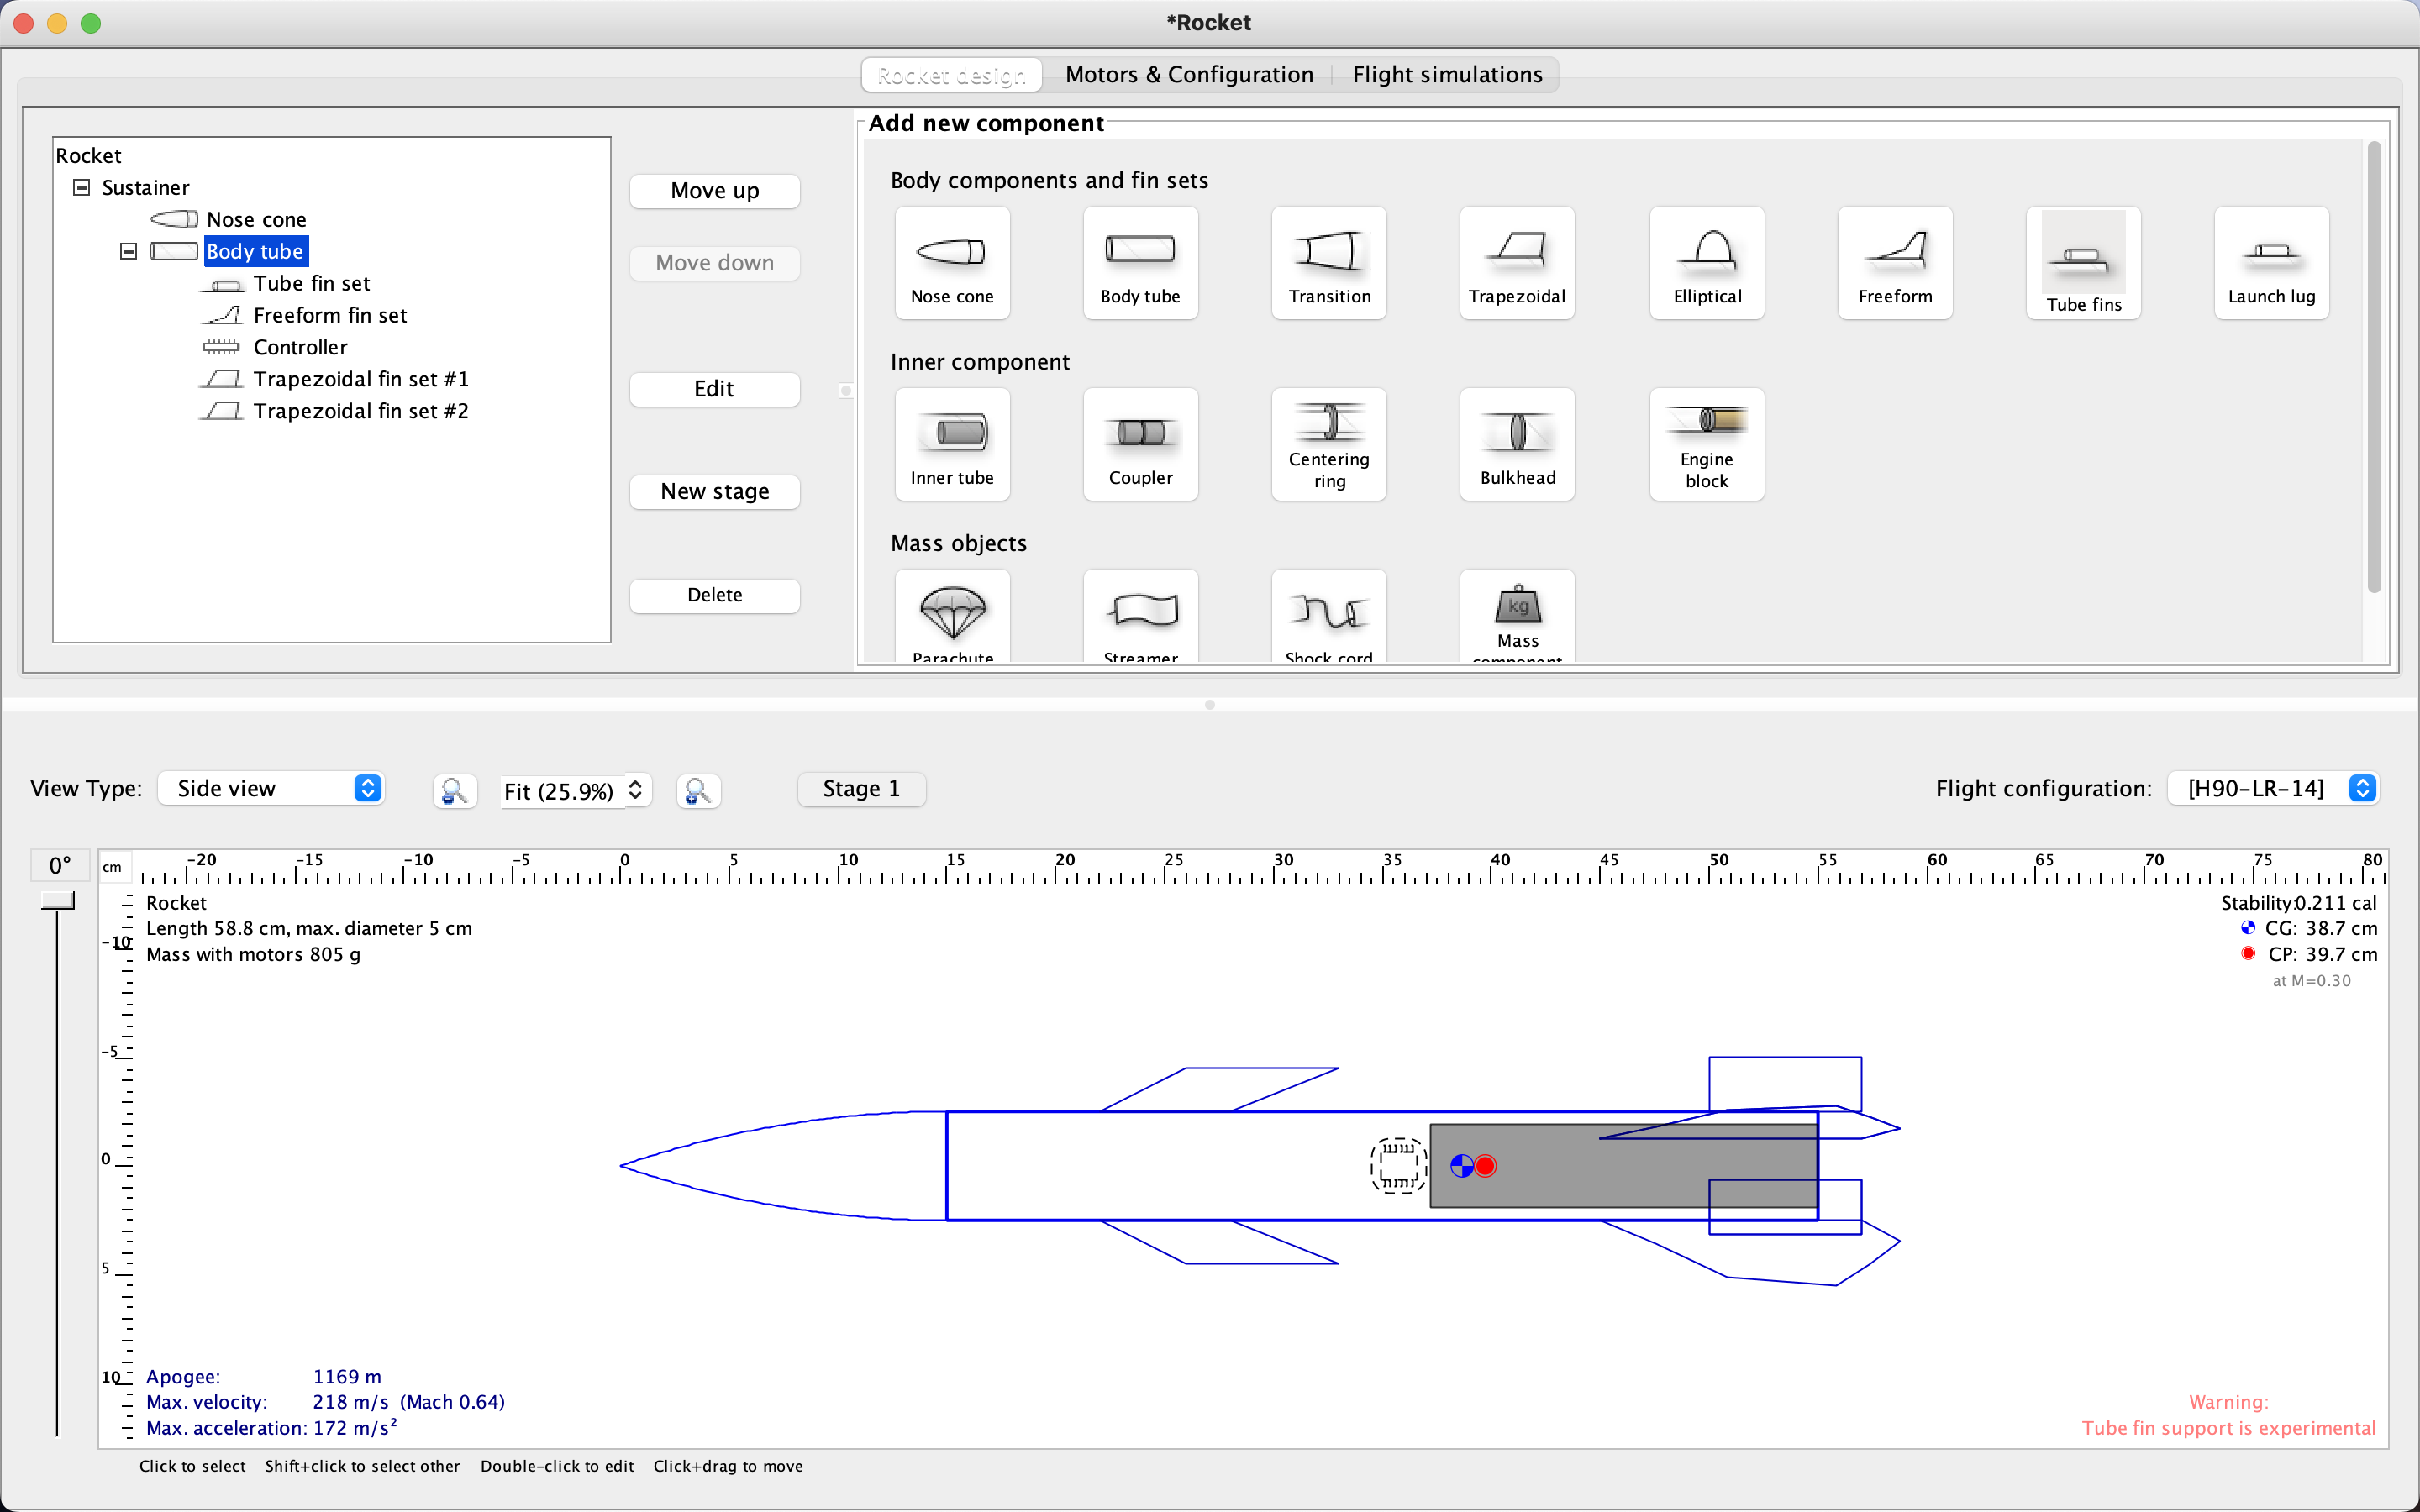 *Rocket
Rocket design
Motors & Configuration
Flight simulations
Rocket
Sustainer
Nose cone
Body tube
Tube fin set
Freeform fin set
Controller
Trapezoidal fin set #1
Trapezoidal fin set #2
Move up
Move down
Edit
New stage
Delete
Add new component
Body components and fin sets
Nose cone
Body tube
Transition
Trapezoidal
Elliptical
Freeform
Tube fins
Launch lug
Inner component
Inner tube
Coupler
Centering
ring
Bulkhead
Engine
block
Mass objects
Parachute
Streamer
Shock cord
kg
Mass
component
View Type:
Side view
Fit (25.9%)
Stage 1
Flight configuration:
[H90-LR-14]
0°
cm
-20 -15 -10 -5 0 5 10 15 20 25 30 35 40 45 50 55 60 65 70 75 80
-10
-5
0
5
10
Rocket
Length 58.8 cm, max. diameter 5 cm
Mass with motors 805 g
Stability:0.211 cal
CG: 38.7 cm
CP: 39.7 cm
at M=0.30
Apogee: 1169 m
Max. velocity: 218 m/s (Mach 0.64)
Max. acceleration: 172 m/s²
Warning:
Tube fin support is experimental
Click to select Shift+click to select other Double-click to edit Click+drag to move